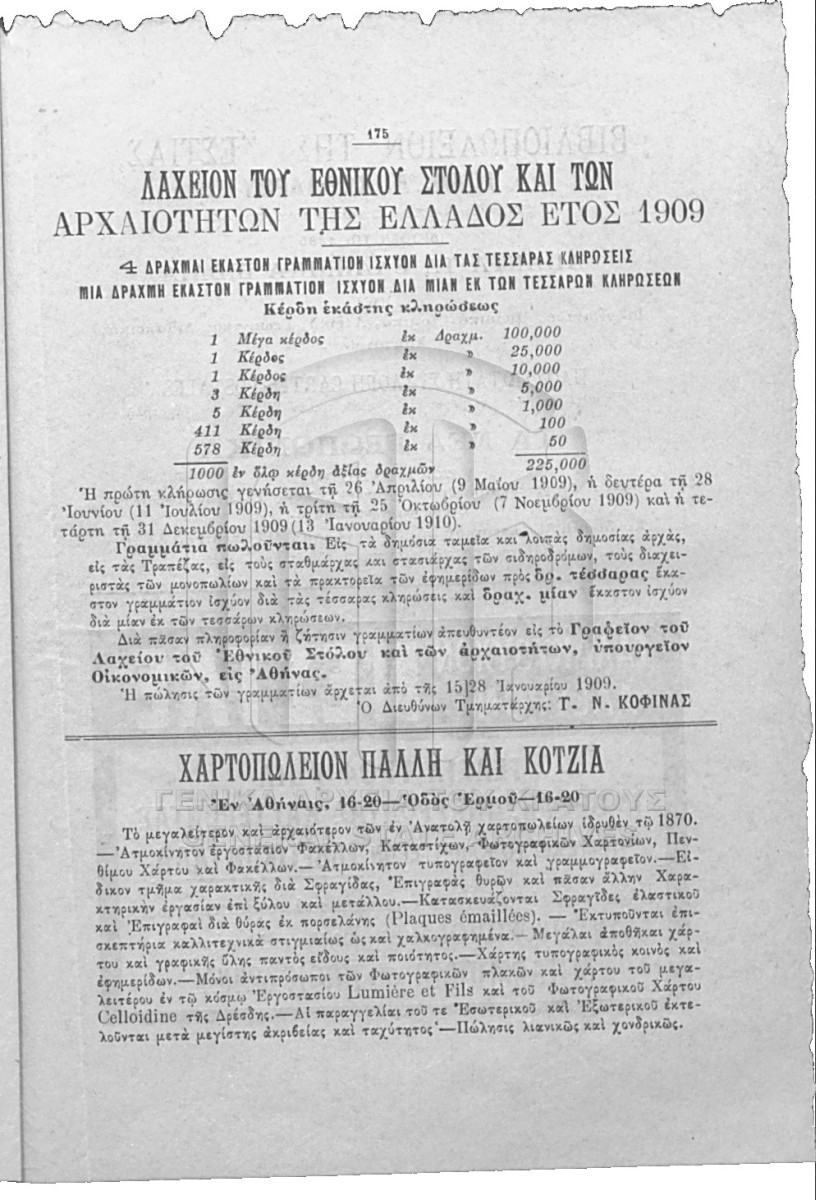 175
ΛΑΧΕΙΟΝ ΤΟΥ ΕΘΝΙΚΟΥ ΣΤΟΛΟΥ ΚΑΙ ΤΩΝ
ΑΡΧΑΙΟΤΗΤΩΝ ΤΗΣ ΕΛΛΑΔΟΣ ΕΤΟΣ 1909
4 ΔΡΑΧΜΑΙ ΕΚΑΣΤΟΝ ΓΡΑΜΜΑΤΙΟΝ ΙΣΧΥΟΝ ΔΙΑ ΤΑΣ ΤΕΣΣΑΡΑΣ ΚΛΗΡΩΣΕΙΣ
ΜΙΑ ΔΡΑΧΜΗ ΕΚΑΣΤΟΝ ΓΡΑΜΜΑΤΙΟΝ ΙΣΧΥΟΝ ΔΙΑ ΜΙΑΝ ΕΚ ΤΩΝ ΤΕΣΣΑΡΩΝ ΚΛΗΡΩΣΕΩΝ
Κέρδη ἑκάστης κληρώσεως
1 Μέγα κέρδος ἐκ Δραχμ. 100,000
1 Κέρδος ἐκ » 25,000
1 Κέρδος ἐκ » 10,000
3 Κέρδη ἐκ » 5,000
5 Κέρδη ἐκ » 1,000
411 Κέρδη ἐκ » 100
578 Κέρδη ἐκ » 50
1000 ἐν ὅλῳ κέρδη ἀξίας δραχμῶν 225,000
Ἡ πρώτη κλήρωσις γενήσεται τῇ 26 Ἀπριλίου (9 Μαΐου 1909), ἡ δευτέρα τῇ 28
Ἰουνίου (11 Ἰουλίου 1909), ἡ τρίτη τῇ 25 Ὀκτωβρίου (7 Νοεμβρίου 1909) καὶ ἡ τε-
τάρτη τῇ 31 Δεκεμβρίου 1909 (13 Ἰανουαρίου 1910).
Γραμμάτια πωλοῦνται: Εἰς τὰ δημόσια ταμεῖα καὶ λοιπὰς δημοσίας ἀρχάς,
εἰς τὰς Τραπέζας, εἰς τοὺς σταθμάρχας καὶ στασιάρχας τῶν σιδηροδρόμων, τοὺς διαχει-
ριστὰς τῶν μονοπωλίων καὶ τὰ πρακτορεῖα τῶν ἐφημερίδων πρὸς δρ. τέσσαρας ἕκα-
στον γραμμάτιον ἰσχῦον διὰ τὰς τέσσαρας κληρώσεις καὶ δραχ. μίαν ἕκαστον ἰσχῦον
διὰ μίαν ἐκ τῶν τεσσάρων κληρώσεων.
Διὰ πᾶσαν πληροφορίαν ἢ ζήτησιν γραμματίων ἀπευθυντέον εἰς τὸ Γραφεῖον τοῦ
Λαχείου τοῦ Ἐθνικοῦ Στόλου καὶ τῶν ἀρχαιοτήτων, ὑπουργεῖον
Οἰκονομικῶν, εἰς Ἀθήνας.
Ἡ πώλησις τῶν γραμματίων ἄρχεται ἀπὸ τῆς 15|28 Ἰανουαρίου 1909.
Ὁ Διευθύνων Τμηματάρχης: Τ. Ν. ΚΟΦΙΝΑΣ
ΧΑΡΤΟΠΩΛΕΙΟΝ ΠΑΛΛΗ ΚΑΙ ΚΟΤΖΙΑ
Ἐν Ἀθήναις, 16-20—Ὁδὸς Ἑρμοῦ—16-20
Τὸ μεγαλείτερον καὶ ἀρχαιότερον τῶν ἐν Ἀνατολῇ χαρτοπωλείων ἱδρυθὲν τῷ 1870.
—Ἀτμοκίνητον ἐργοστάσιον Φακέλλων, Καταστίχων, Φωτογραφικῶν Χαρτονίων, Πεν-
θίμου Χάρτου καὶ Φακέλλων.—Ἀτμοκίνητον τυπογραφεῖον καὶ γραμμογραφεῖον.—Εἰ-
δικον τμῆμα χαρακτικῆς διὰ Σφραγίδας, Ἐπιγραφὰς θυρῶν καὶ πᾶσαν ἄλλην Χαρα-
κτηρικὴν ἐργασίαν ἐπὶ ξύλου καὶ μετάλλου.—Κατασκευάζονται Σφραγῖδες ἐλαστικοῦ
καὶ Ἐπιγραφαὶ διὰ θύρας ἐκ πορσελάνης (Plaques émaillées). — Ἐκτυποῦνται ἐπι-
σκεπτήρια καλλιτεχνικὰ στιγμιαίως ὡς καὶ χαλκογραφημένα.—Μεγάλαι ἀποθῆκαι χάρ-
του καὶ γραφικῆς ὕλης παντὸς εἴδους καὶ ποιότητος.—Χάρτης τυπογραφικὸς κοινὸς καὶ
ἐφημερίδων.—Μόνοι ἀντιπρόσωποι τῶν Φωτογραφικῶν πλακῶν καὶ χάρτου τοῦ μεγα-
λειτέρου ἐν τῷ κόσμῳ Ἐργοστασίου Lumière et Fils καὶ τοῦ Φωτογραφικοῦ Χάρτου
Celloidine τῆς Δρέσδης.—Αἱ παραγγελίαι τοῦ τε Ἐσωτερικοῦ καὶ Ἐξωτερικοῦ ἐκτε-
λοῦνται μετὰ μεγίστης ἀκριβείας καὶ ταχύτητος—Πώλησις λιανικῶς καὶ χονδρικῶς.